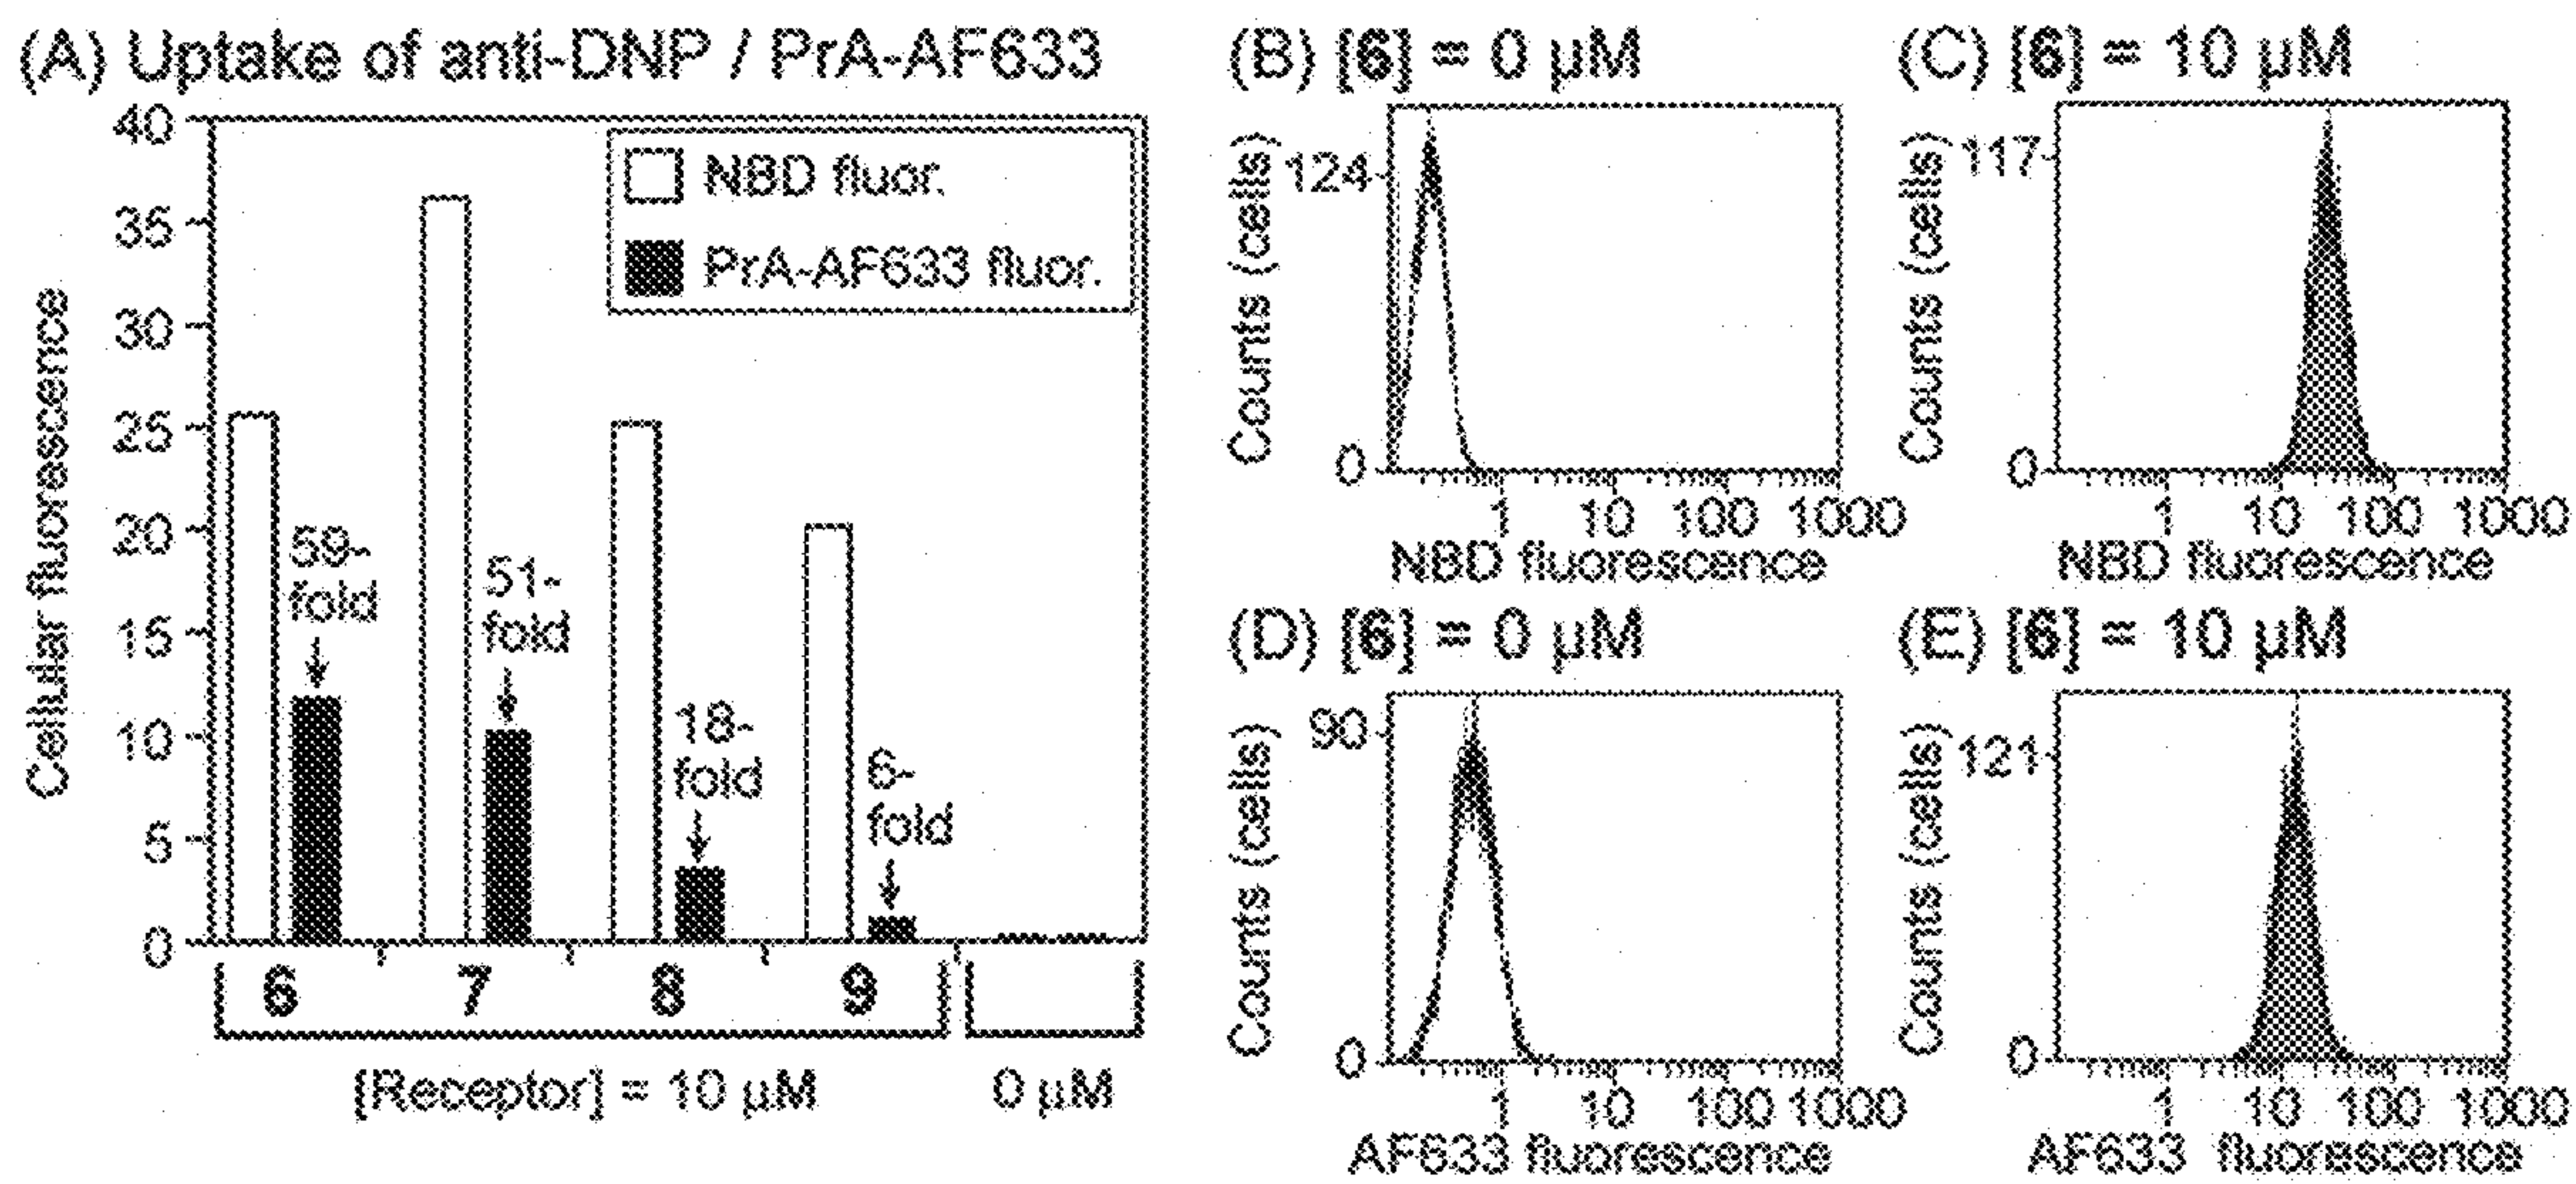 (A) Uptake of anti-DNP / PrA-AF633
Cellular fluorescence
40
35
30
25
20
15
10
5
0
NBD fluor.
PrA-AF633 fluor.
59-
fold
51-
fold
18-
fold
6-
fold
6 7 8 9
[Receptor] = 10 µM 0 µM
(B) [6] = 0 µM
Counts (cells)
124
0
1 10 100 1000
NBD fluorescence
(C) [6] = 10 µM
Counts (cells)
117
0
1 10 100 1000
NBD fluorescence
(D) [6] = 0 µM
Counts (cells)
90
0
1 10 100 1000
AF633 fluorescence
(E) [6] = 10 µM
Counts (cells)
121
0
1 10 100 1000
AF633 fluorescence